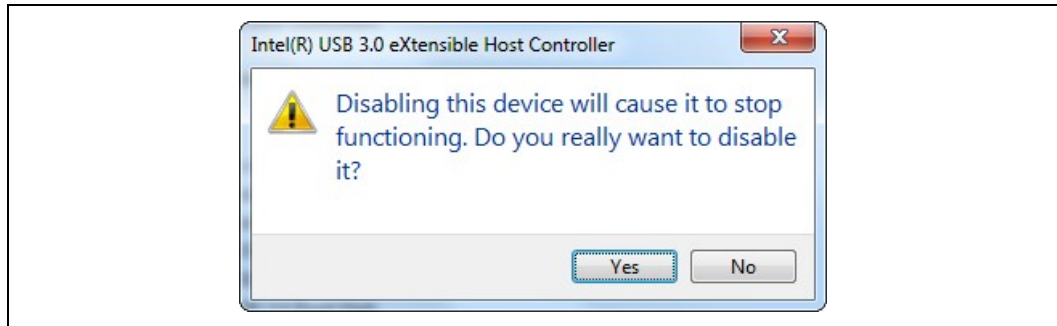 Intel(R) USB 3.0 eXtensible Host Controller
Disabling this device will cause it to stop
functioning. Do you really want to disable
it?
Yes No